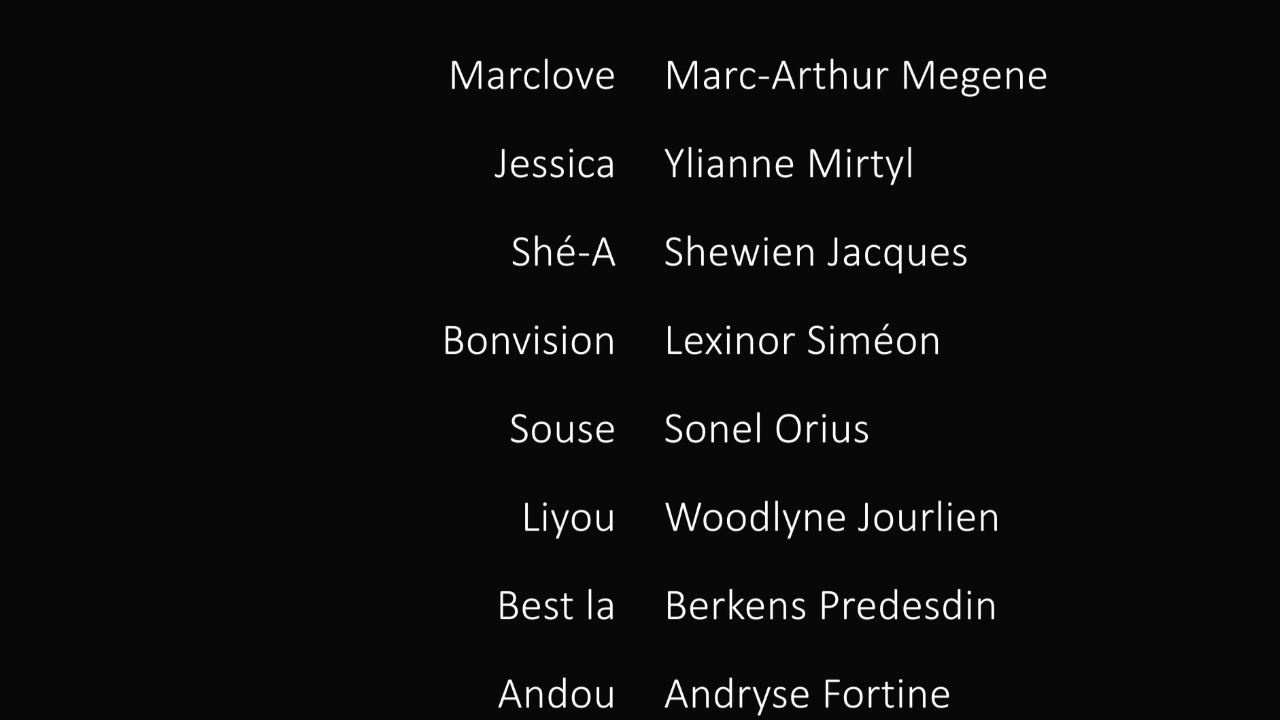 Marclove Marc-Arthur Megene
Jessica Ylianne Mirtyl
Shé-A Shewien Jacques
Bonvision Lexinor Siméon
Souse Sonel Orius
Liyou Woodlyne Jourlien
Best la Berkens Predesdin
Andou Andryse Fortine